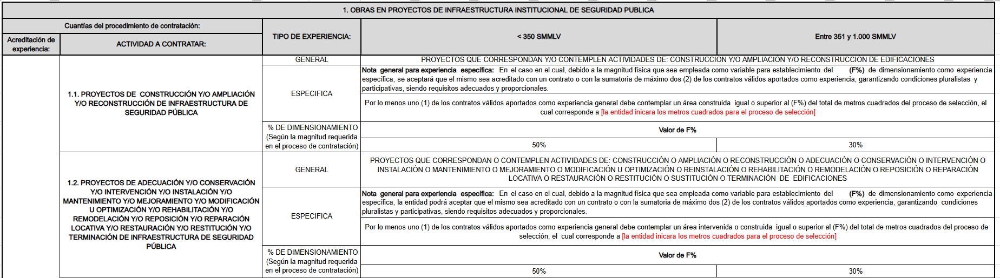 1. OBRAS EN PROYECTOS DE INFRAESTRUCTURA INSTITUCIONAL DE SEGURIDAD PUBLICA
Cuantías del procedimiento de contratación:
TIPO DE EXPERIENCIA:
< 350 SMMLV
Entre 351 y 1.000 SMMLV
Acreditación de
experiencia:
ACTIVIDAD A CONTRATAR:
1.1. PROYECTOS DE CONSTRUCCIÓN Y/O AMPLIACIÓN
Y/O RECONSTRUCCIÓN DE INFRAESTRUCTURA DE
SEGURIDAD PÚBLICA
GENERAL
PROYECTOS QUE CORRESPONDAN Y/O CONTEMPLEN ACTIVIDADES DE: CONSTRUCCIÓN Y/O AMPLIACIÓN Y/O RECONSTRUCCIÓN DE EDIFICACIONES
ESPECIFICA
Nota general para experiencia especifica: En el caso en el cual, debido a la magnitud física que sea empleada como variable para establecimiento del (F%) de dimensionamiento como experiencia
específica, se aceptará que el mismo sea acreditado con un contrato o con la sumatoria de máximo dos (2) de los contratos válidos aportados como experiencia, garantizando condiciones pluralistas y
participativas, siendo requisitos adecuados y proporcionales.
Por lo menos uno (1) de los contratos válidos aportados como experiencia general debe contemplar un área construida igual o superior al (F%) del total de metros cuadrados del proceso de selección, el
cual corresponde a [la entidad inicara los metros cuadrados para el proceso de selección]
% DE DIMENSIONAMIENTO
(Según la magnitud requerida
en el proceso de contratación)
Valor de F%
50%
30%
1.2. PROYECTOS DE ADECUACIÓN Y/O CONSERVACIÓN
Y/O INTERVENCIÓN Y/O INSTALACIÓN Y/O
MANTENIMIENTO Y/O MEJORAMIENTO Y/O MODIFICACIÓN
U OPTIMIZACIÓN Y/O REHABILITACIÓN Y/O
REMODELACIÓN Y/O REPOSICIÓN Y/O REPARACIÓN
LOCATIVA Y/O RESTAURACIÓN Y/O RESTITUCIÓN Y/O
TERMINACIÓN DE INFRAESTRUCTURA DE SEGURIDAD
PÚBLICA
GENERAL
PROYECTOS QUE CORRESPONDAN O CONTEMPLEN ACTIVIDADES DE: CONSTRUCCIÓN O AMPLIACIÓN O RECONSTRUCCIÓN O ADECUACIÓN O CONSERVACIÓN O INTERVENCIÓN O
INSTALACIÓN O MANTENIMIENTO O MEJORAMIENTO O MODIFICACIÓN U OPTIMIZACIÓN O REINSTALACIÓN O REHABILITACIÓN O REMODELACIÓN O REPOSICIÓN O REPARACIÓN
LOCATIVA O RESTAURACIÓN O RESTITUCIÓN O SUSTITUCIÓN O TERMINACIÓN DE EDIFICACIONES
ESPECIFICA
Nota general para experiencia especifica: En el caso en el cual, debido a la magnitud física que sea empleada como variable para establecimiento del (F%) de dimensionamiento como experiencia
específica, la entidad podrá aceptar que el mismo sea acreditado con un contrato o con la sumatoria de máximo dos (2) de los contratos válidos aportados como experiencia, garantizando condiciones
pluralistas y participativas, siendo requisitos adecuados y proporcionales.
Por lo menos uno (1) de los contratos válidos aportados como experiencia general debe contemplar un área intervenida o construida igual o superior al (F%) del total de metros cuadrados del proceso de
selección, el cual corresponde a [la entidad inicara los metros cuadrados para el proceso de selección]
% DE DIMENSIONAMIENTO
(Según la magnitud requerida
en el proceso de contratación)
Valor de F%
50%
30%